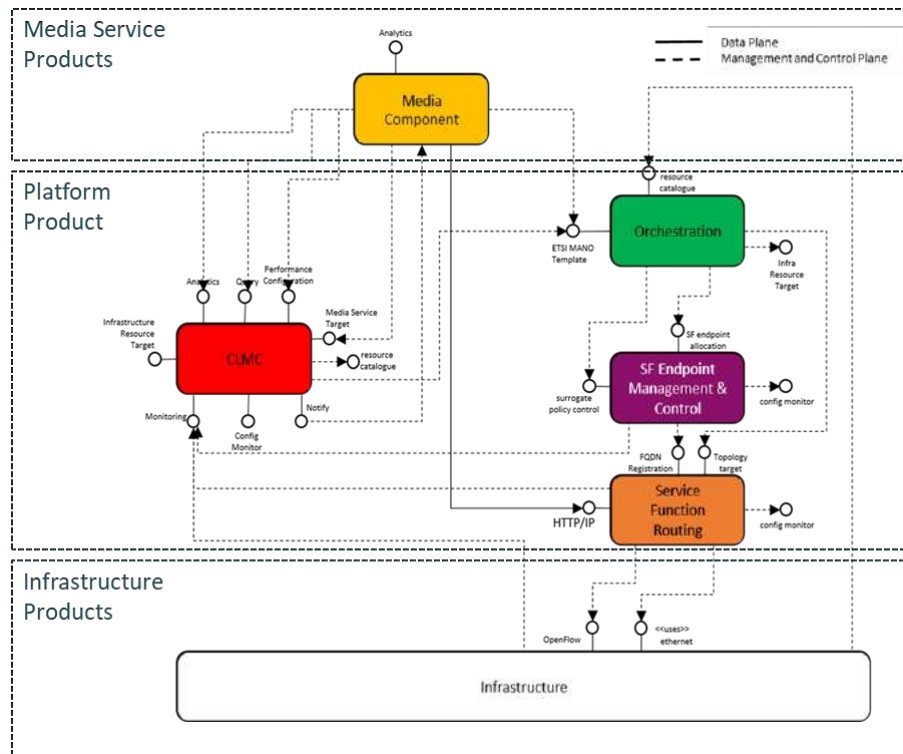 Media Service
Products
Analytics
Data Plane
Management and Control Plane
Media
Component
Platform
Product
resource
catalogue
Orchestration
ETSI MANO
Template
Infra
Resource
Target
Analytics
Query
Performance
Configuration
Infrastructure
Resource
Target
Media Service
Target
CLMC
resource
catalogue
SF endpoint
allocation
SF Endpoint
Management &
Control
surrogate
policy control
config monitor
Monitoring
Config
Monitor
Notify
FQDN
Registration
Topology
target
Service
Function
Routing
HTTP/IP
config monitor
Infrastructure
Products
OpenFlow
<<uses>>
ethernet
Infrastructure